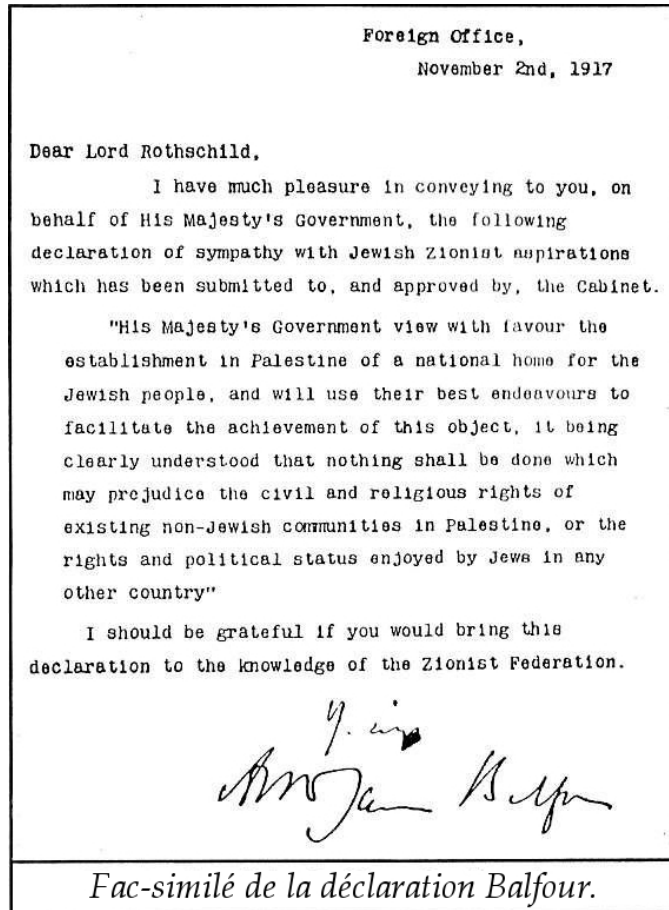 Foreign Office,
November 2nd, 1917
Dear Lord Rothschild,
I have much pleasure in conveying to you, on
behalf of His Majesty's Government, the following
declaration of sympathy with Jewish Zionist aspirations
which has been submitted to, and approved by, the Cabinet.
"His Majesty's Government view with favour the
establishment in Palestine of a national home for the
Jewish people, and will use their best endeavours to
facilitate the achievement of this object, it being
clearly understood that nothing shall be done which
may prejudice the civil and religious rights of
existing non-Jewish communities in Palestine, or the
rights and political status enjoyed by Jews in any
other country"
I should be grateful if you would bring this
declaration to the knowledge of the Zionist Federation.
Balfour
Fac-similé de la déclaration Balfour.